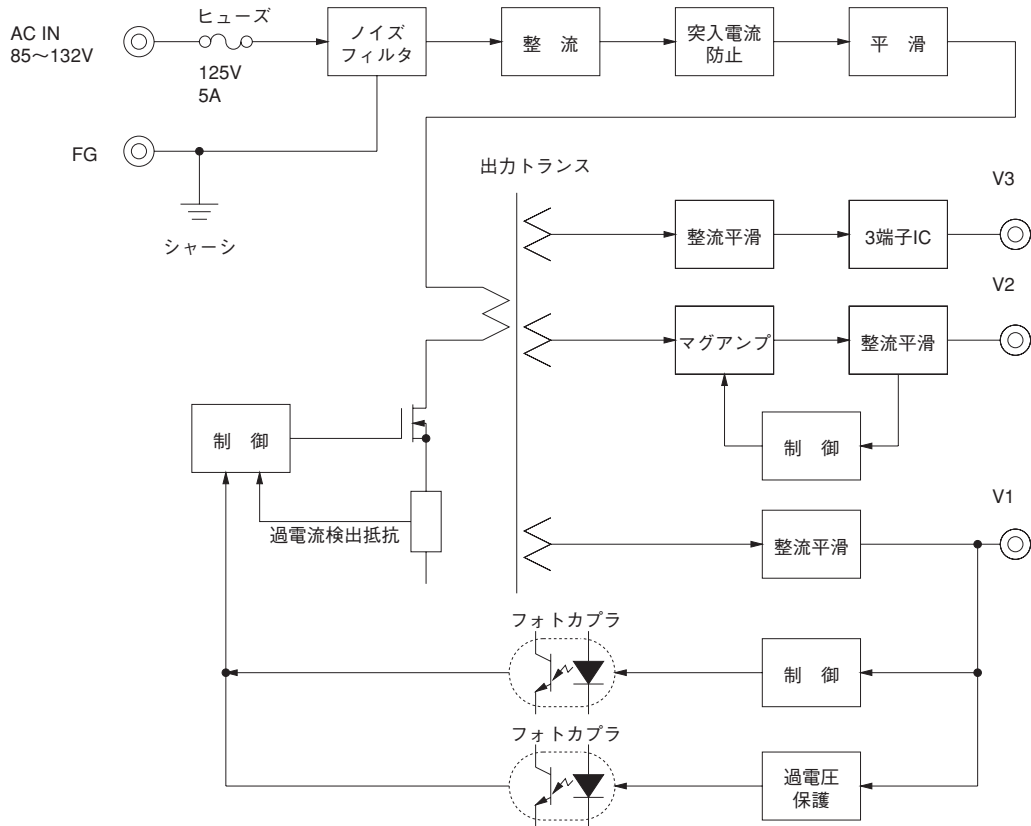 AC IN
85～132V
ヒューズ
125V
5A
ノイズ
フィルタ
整　流
突入電流
防止
平　滑
FG
シャーシ
出力トランス
整流平滑
3端子IC
V3
マグアンプ
整流平滑
V2
制　御
制　御
過電流検出抵抗
整流平滑
V1
フォトカプラ
制　御
フォトカプラ
過電圧
保護